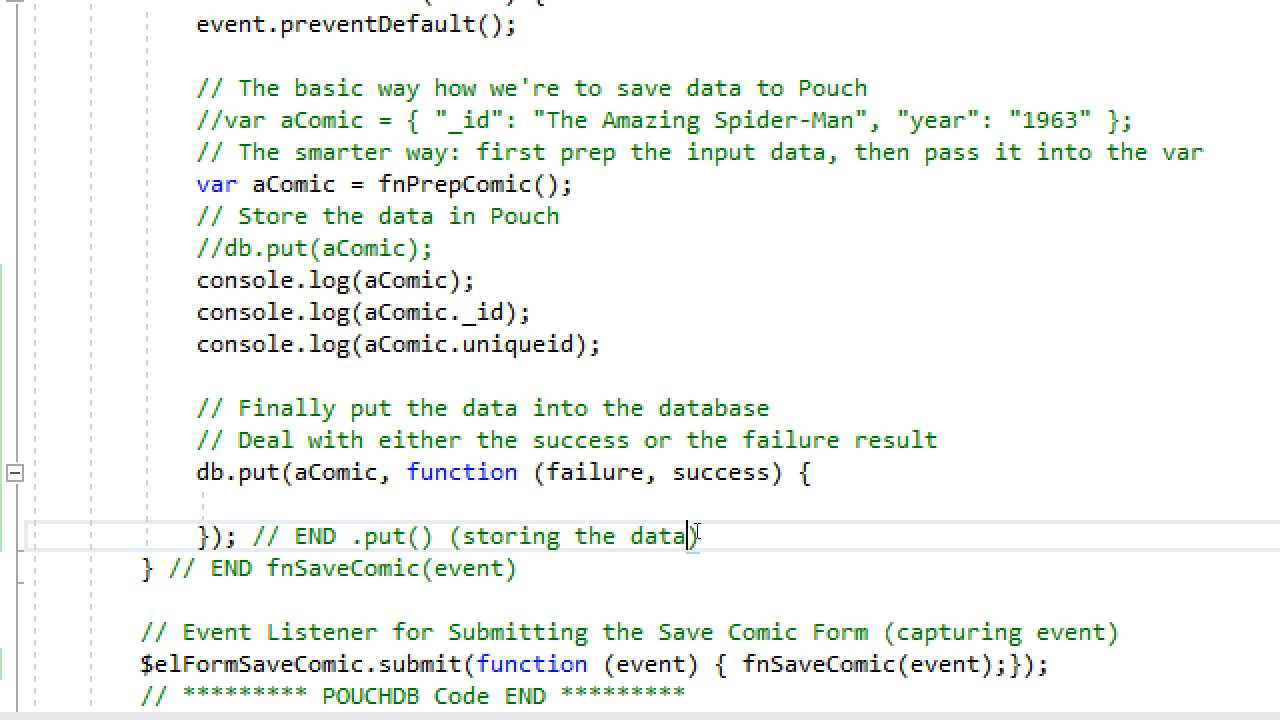 event.preventDefault();
// The basic way how we're to save data to Pouch
//var aComic = { "_id": "The Amazing Spider-Man", "year": "1963" };
// The smarter way: first prep the input data, then pass it into the var
var aComic = fnPrepComic();
// Store the data in Pouch
//db.put(aComic);
console.log(aComic);
console.log(aComic._id);
console.log(aComic.uniqueid);
// Finally put the data into the database
// Deal with either the success or the failure result
db.put(aComic, function (failure, success) {
}); // END .put() (storing the data)
} // END fnSaveComic(event)
// Event Listener for Submitting the Save Comic Form (capturing event)
$elFormSaveComic.submit(function (event) { fnSaveComic(event);});
// ********* POUCHDB Code END *********